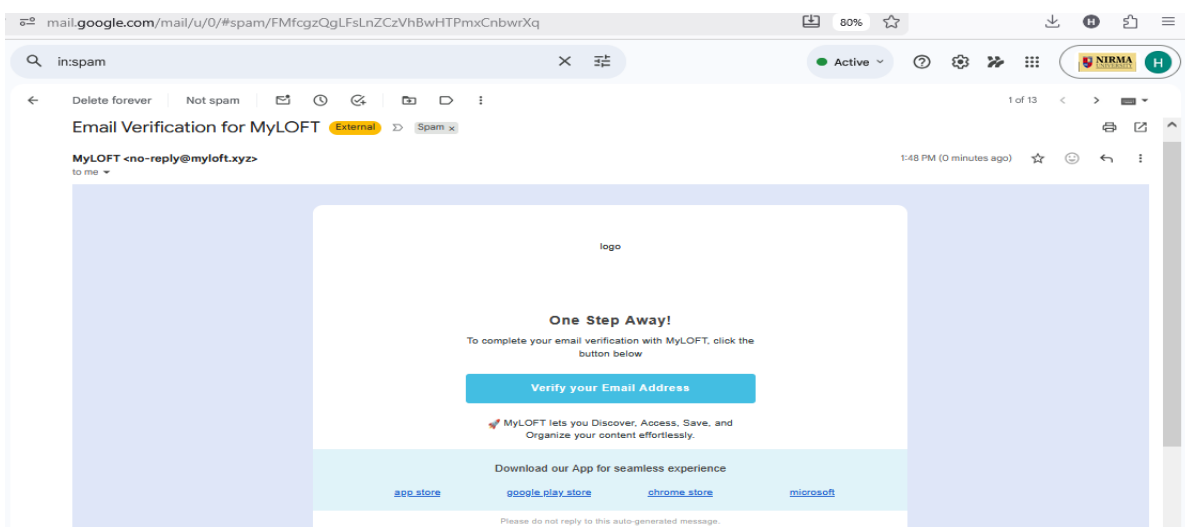 mail.google.com/mail/u/0/#spam/FMfcgzQgLFsLnZCzVhBwHTPmxCnbwrXq 80% H
in:spam Active NIRMA UNIVERSITY H
Delete forever Not spam 1 of 13
Email Verification for MyLOFT External Spam x
MyLOFT <no-reply@myloft.xyz> 1:48 PM (0 minutes ago)
to me
logo
One Step Away!
To complete your email verification with MyLOFT, click the
button below
Verify your Email Address
🚀 MyLOFT lets you Discover, Access, Save, and
Organize your content effortlessly.
Download our App for seamless experience
app store google play store chrome store microsoft
Please do not reply to this auto-generated message.